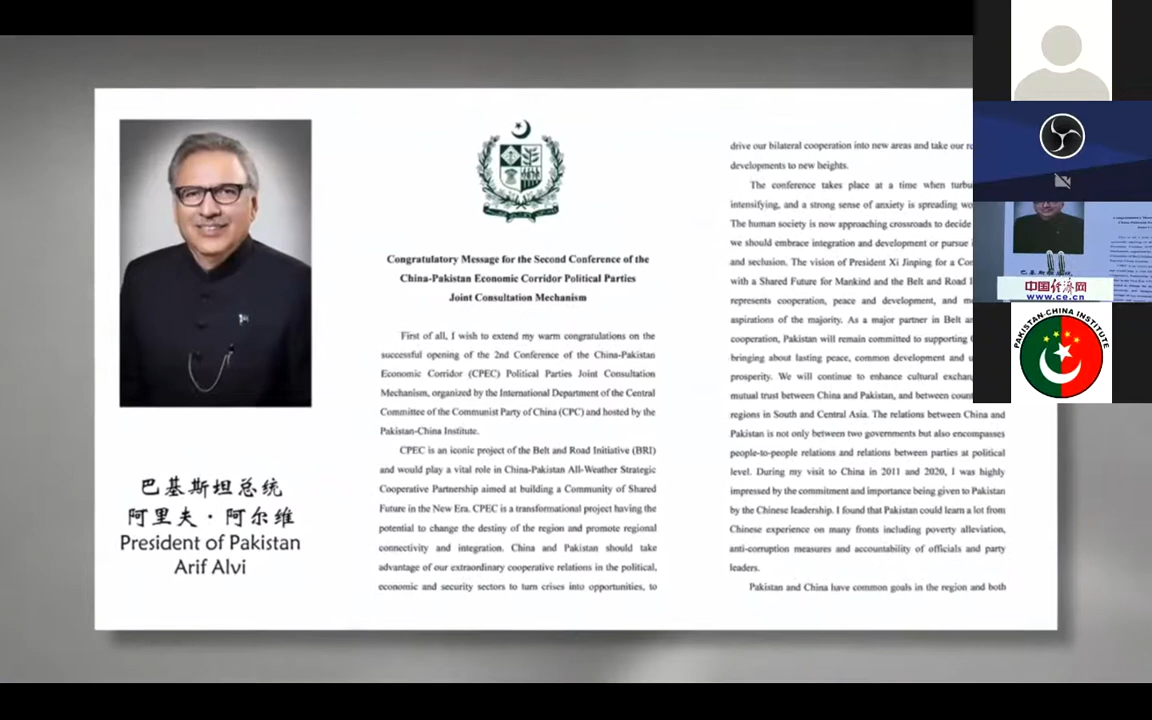 巴基斯坦总统
阿里夫·阿尔维
President of Pakistan
Arif Alvi
Congratulatory Message for the Second Conference of the
China-Pakistan Economic Corridor Political Parties
Joint Consultation Mechanism
First of all, I wish to extend my warm congratulations on the
successful opening of the 2nd Conference of the China-Pakistan
Economic Corridor (CPEC) Political Parties Joint Consultation
Mechanism, organized by the International Department of the Central
Committee of the Communist Party of China (CPC) and hosted by the
Pakistan-China Institute.
CPEC is an iconic project of the Belt and Road Initiative (BRI)
and would play a vital role in China-Pakistan All-Weather Strategic
Cooperative Partnership aimed at building a Community of Shared
Future in the New Era. CPEC is a transformational project having the
potential to change the destiny of the region and promote regional
connectivity and integration. China and Pakistan should take
advantage of our extraordinary cooperative relations in the political,
economic and security sectors to turn crises into opportunities, to
drive our bilateral cooperation into new areas and take our
developments to new heights.
The conference takes place at a time when
intensifying, and a strong sense of anxiety is spreading
The human society is now approaching crossroads to decide
we should embrace integration and development or pursue
and seclusion. The vision of President Xi Jinping for a
with a Shared Future for Mankind and the Belt and Road
represents cooperation, peace and development, and
aspirations of the majority. As a major partner in Belt
cooperation, Pakistan will remain committed to supporting
bringing about lasting peace, common development and
prosperity. We will continue to enhance cultural
mutual trust between China and Pakistan, and between
regions in South and Central Asia. The relations between China and
Pakistan is not only between two governments but also encompasses
people-to-people relations and relations between parties at political
level. During my visit to China in 2011 and 2020, I was highly
impressed by the commitment and importance being given to Pakistan
by the Chinese leadership. I found that Pakistan could learn a lot from
Chinese experience on many fronts including poverty alleviation,
anti-corruption measures and accountability of officials and party
leaders.
Pakistan and China have common goals in the region and both
中国经济网
www.ce.cn
PAKISTAN-CHINA INSTITUTE